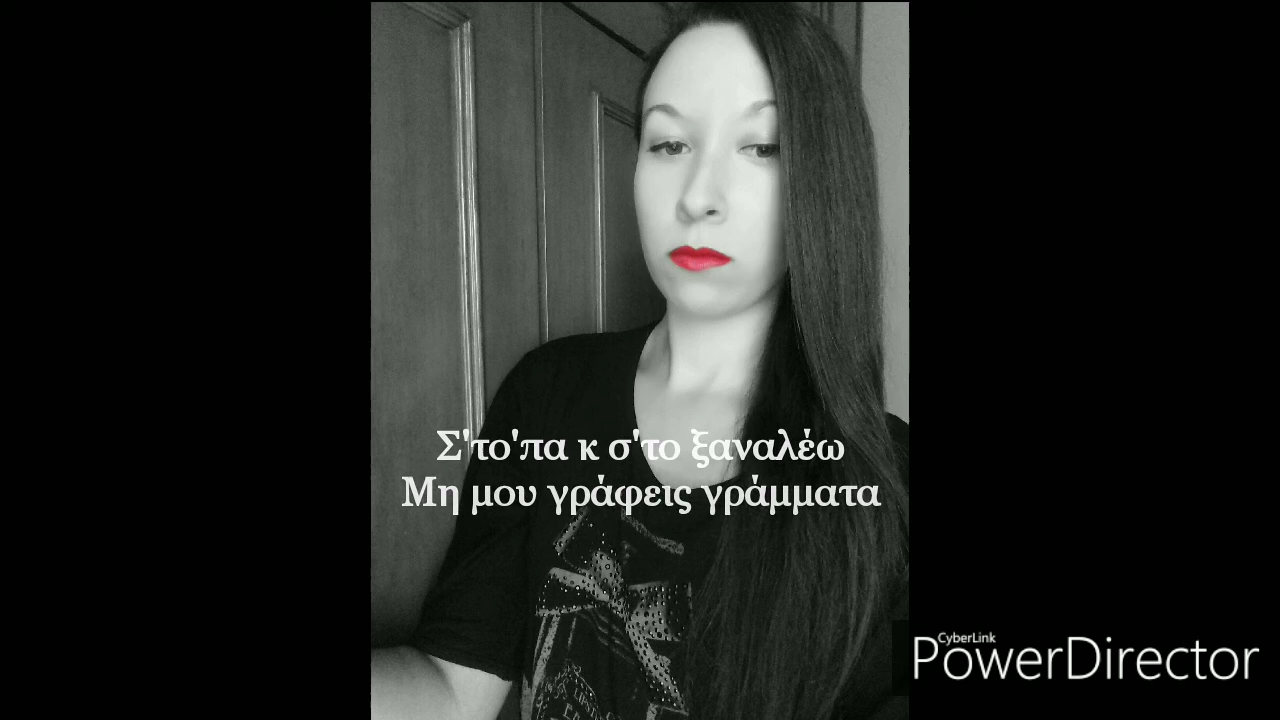 Σ'το'πα κ σ'το ξαναλέω
Μη μου γράφεις γράμματα
CyberLink
PowerDirector